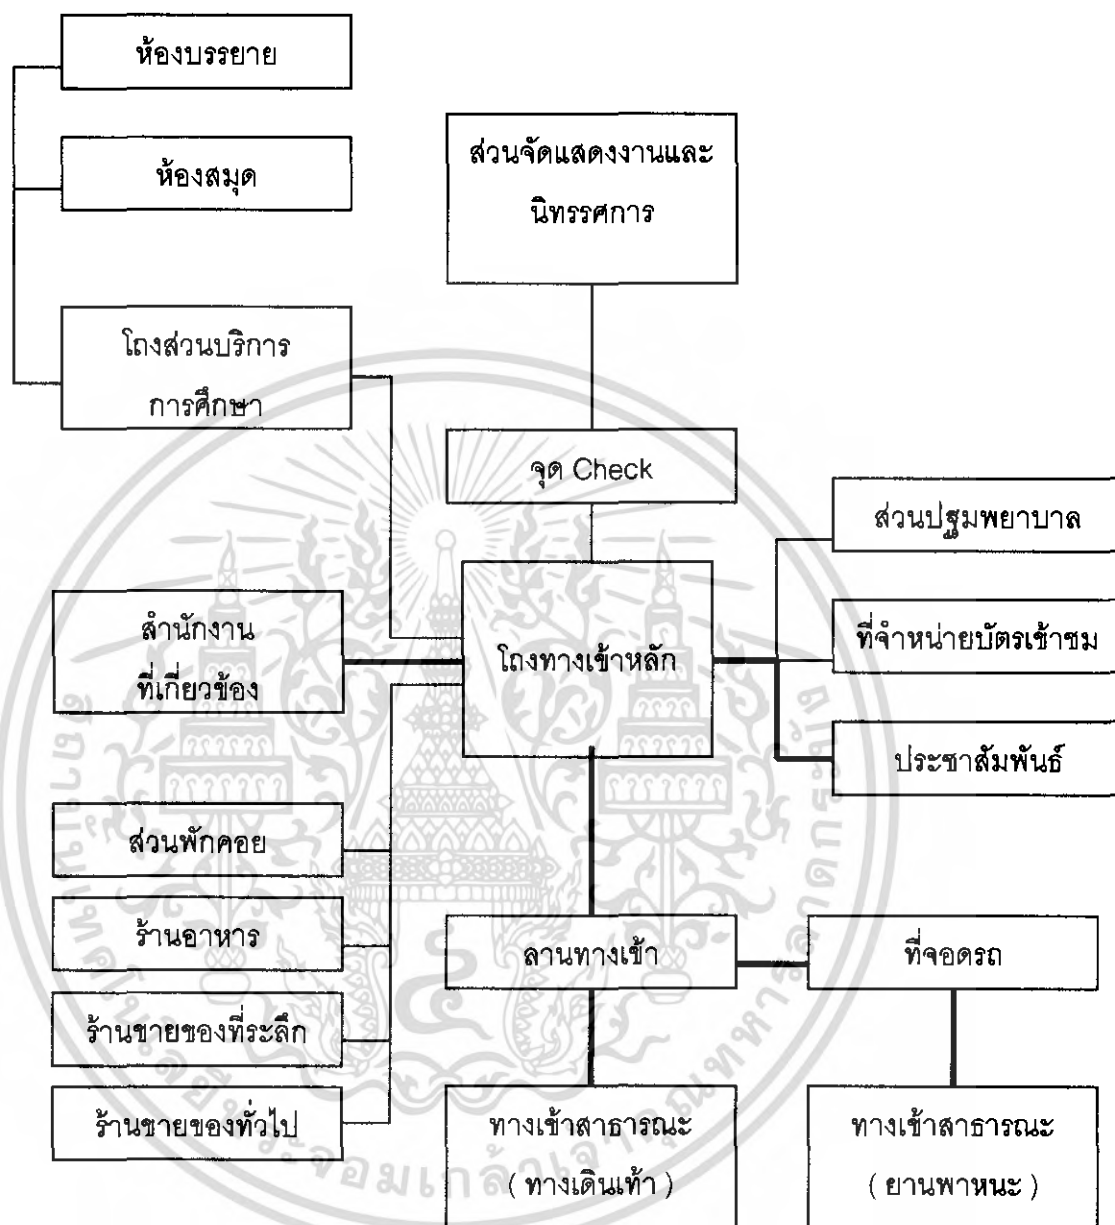 ห้องบรรยาย
ห้องสมุด
ส่วนจัดแสดงงานและ
นิทรรศการ
โถงส่วนบริการ
การศึกษา
จุด Check
ส่วนปฐมพยาบาล
สำนักงาน
ที่เกี่ยวข้อง
โถงทางเข้าหลัก
ที่จำหน่ายบัตรเข้าชม
ประชาสัมพันธ์
ส่วนพักคอย
ร้านอาหาร
ลานทางเข้า
ที่จอดรถ
ร้านขายของที่ระลึก
ร้านขายของทั่วไป
ทางเข้าสาธารณะ
( ทางเดินเท้า )
ทางเข้าสาธารณะ
( ยานพาหนะ )